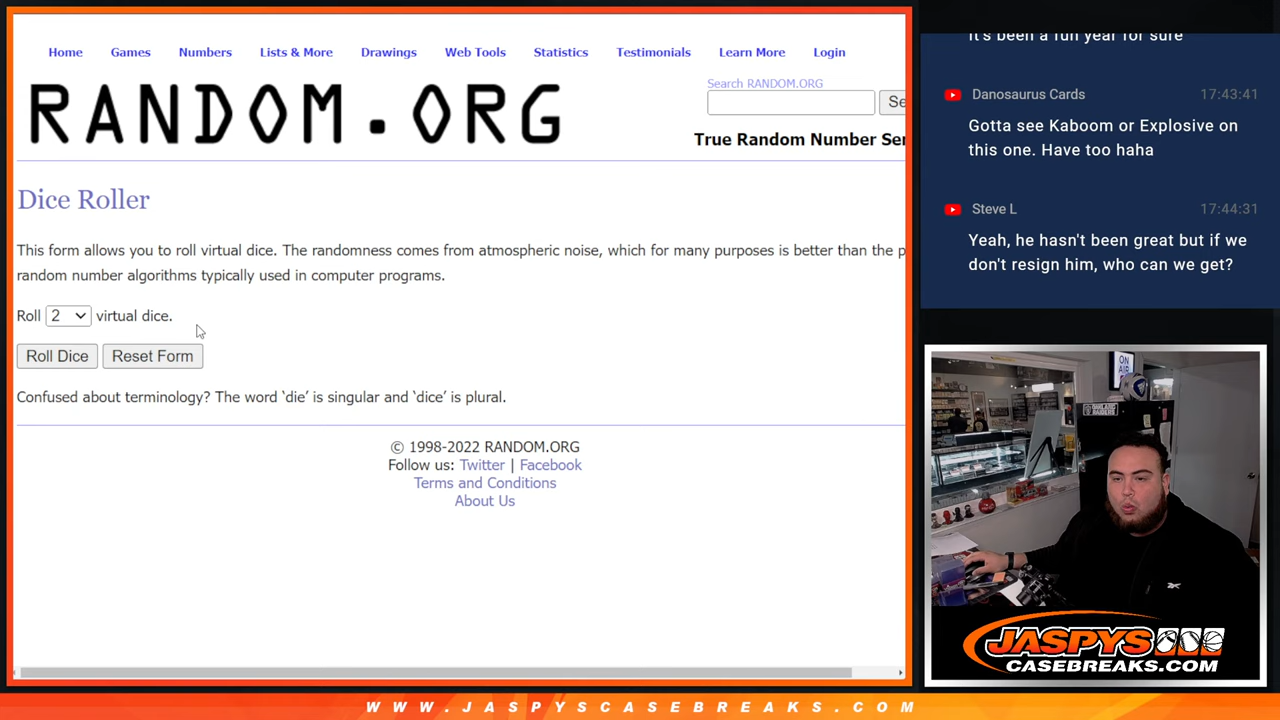 Home Games Numbers Lists & More Drawings Web Tools Statistics Testimonials Learn More Login
RANDOM.ORG
Search RANDOM.ORG
Se
True Random Number Ser
Dice Roller
This form allows you to roll virtual dice. The randomness comes from atmospheric noise, which for many purposes is better than the p
random number algorithms typically used in computer programs.
Roll 2 virtual dice.
Roll Dice Reset Form
Confused about terminology? The word ‘die’ is singular and ‘dice’ is plural.
© 1998-2022 RANDOM.ORG
Follow us: Twitter | Facebook
Terms and Conditions
About Us
It's been a fun year for sure
Danosaurus Cards 17:43:41
Gotta see Kaboom or Explosive on
this one. Have too haha
Steve L 17:44:31
Yeah, he hasn't been great but if we
don't resign him, who can we get?
ON
AIR
OAKLAND
RAIDERS
JASPYS
CASEBREAKS.COM
WWW.JASPYSCASEBREAKS.COM